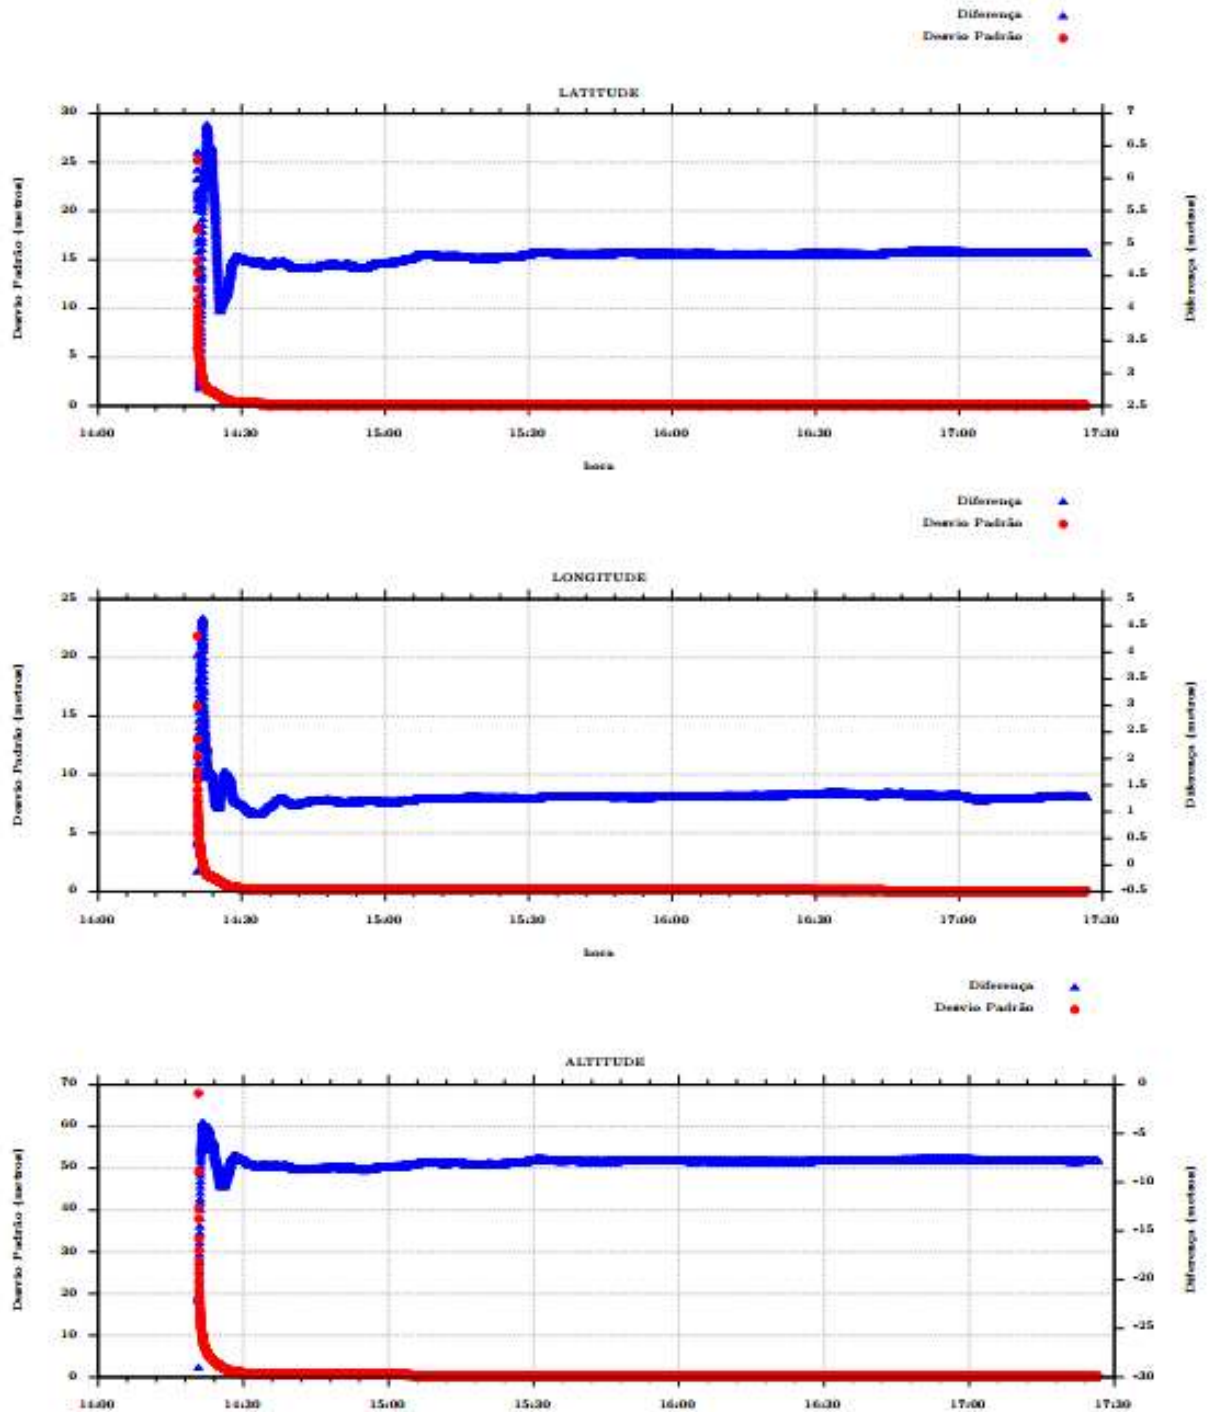 Diferença
Desvio Padrão
LATITUDE
Desvio Padrão (metros)
30
25
20
15
10
5
0
7
6.5
6
5.5
5
4.5
4
3.5
3
2.5
Diferença (metros)
14:00 14:30 15:00 15:30 16:00 16:30 17:00 17:30
hora
Diferença
Desvio Padrão
LONGITUDE
Desvio Padrão (metros)
25
20
15
10
5
0
5
4.5
4
3.5
3
2.5
2
1.5
1
0.5
0
-0.5
Diferença (metros)
14:00 14:30 15:00 15:30 16:00 16:30 17:00 17:30
hora
Diferença
Desvio Padrão
ALTITUDE
Desvio Padrão (metros)
70
60
50
40
30
20
10
0
0
-5
-10
-15
-20
-25
-30
Diferença (metros)
14:00 14:30 15:00 15:30 16:00 16:30 17:00 17:30